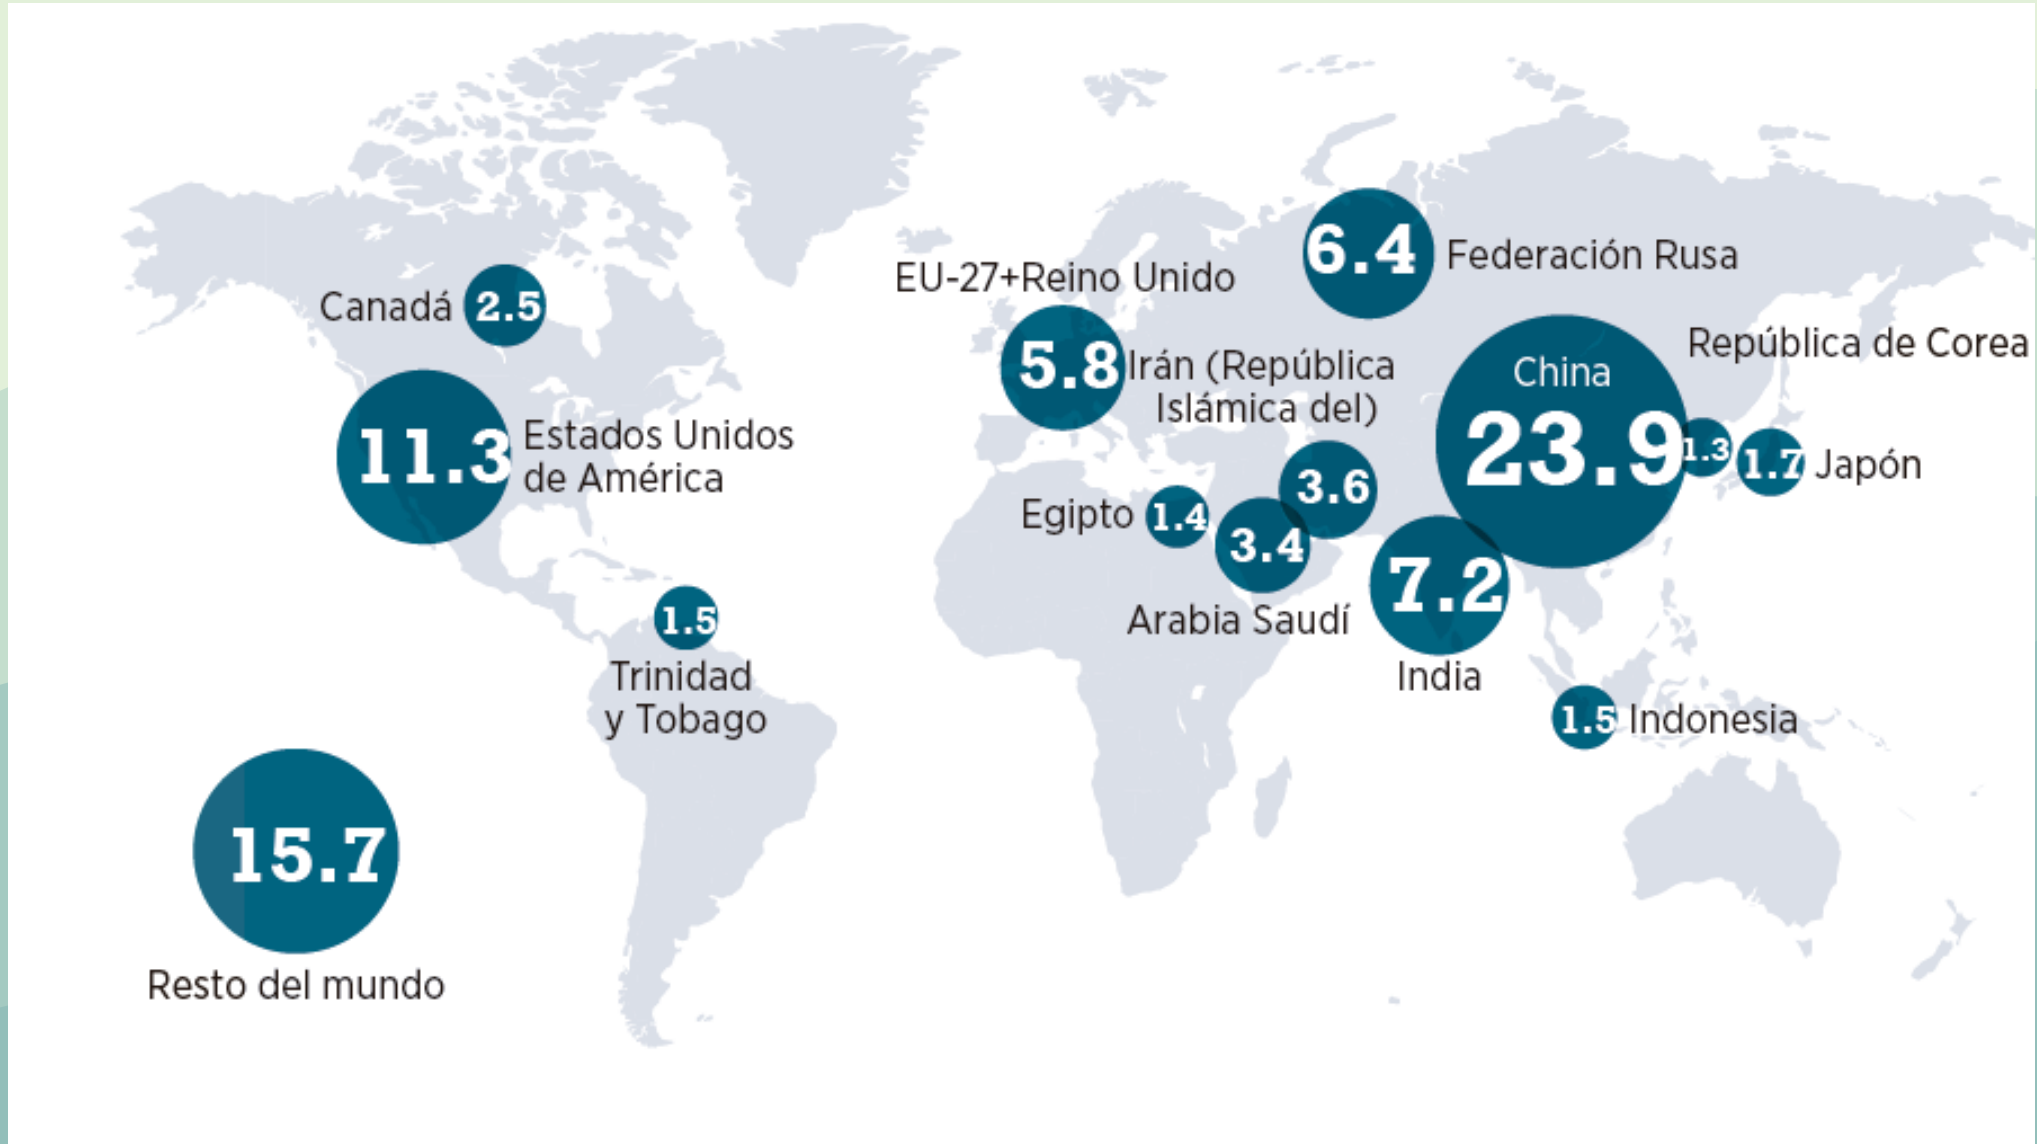 Canadá
2.5
11.3
Estados Unidos
de América
1.5
Trinidad
y Tobago
15.7
Resto del mundo
EU-27+Reino Unido
5.8
6.4
Federación Rusa
Irán (República
Islámica del)
3.6
Egipto
1.4
3.4
Arabia Saudí
China
23.9
República de Corea
1.3
1.7
Japón
7.2
India
1.5
Indonesia